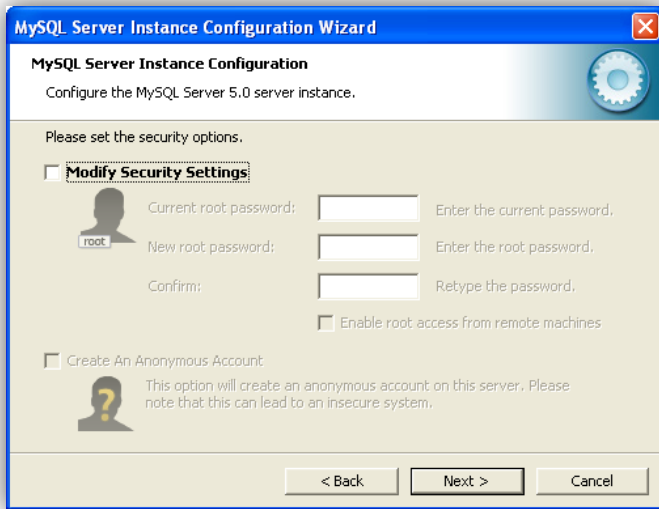 MySQL Server Instance Configuration Wizard
MySQL Server Instance Configuration
Configure the MySQL Server 5.0 server instance.
Please set the security options.
Modify Security Settings
root
Current root password:
Enter the current password.
New root password:
Enter the root password.
Confirm:
Retype the password.
Enable root access from remote machines
Create An Anonymous Account
?
This option will create an anonymous account on this server. Please
note that this can lead to an insecure system.
< Back
Next >
Cancel